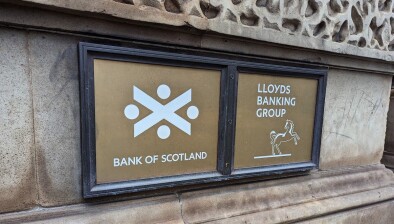 BANK OF SCOTLAND
LLOYDS
BANKING
GROUP